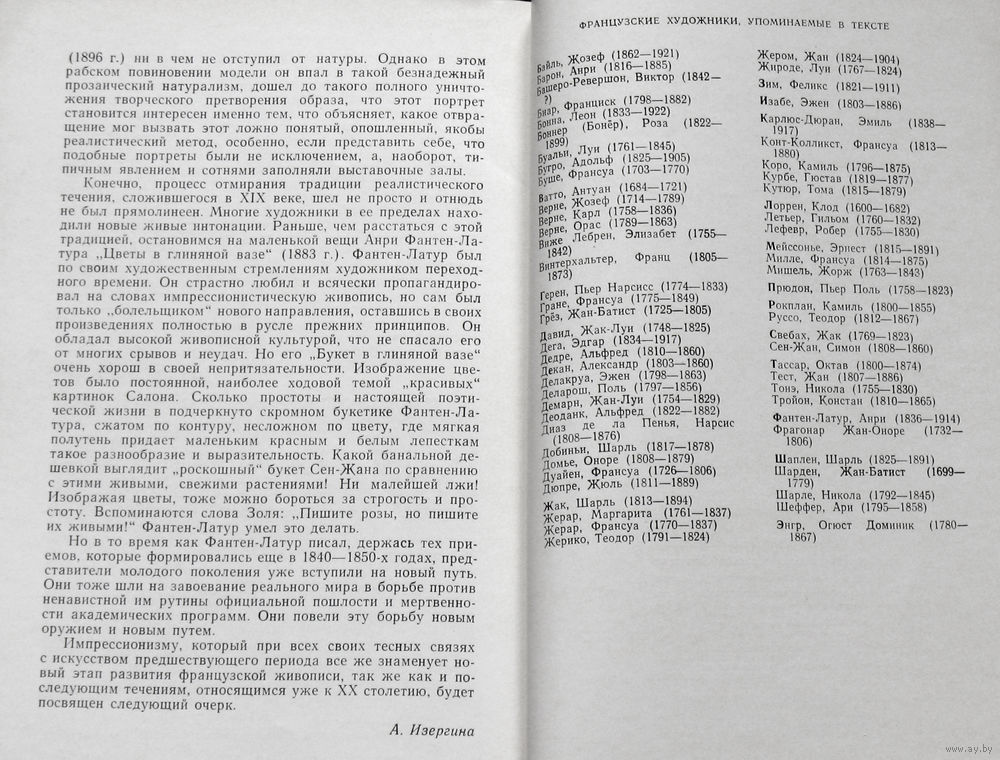 (1896 г.) ни в чем не отступил от натуры. Однако в этом
рабском повиновении модели он впал в такой безнадежный
прозаический натурализм, дошел до такого полного уничто-
жения творческого претворения образа, что этот портрет
становится интересен именно тем, что объясняет, какое отвра-
щение мог вызвать этот ложно понятый, опошленный, якобы
реалистический метод, особенно, если представить себе, что
подобные портреты были не исключением, а, наоборот, ти-
пичным явлением и сотнями заполняли выставочные залы.
Конечно, процесс отмирания традиции реалистического
течения, сложившегося в XIX веке, шел не просто и отнюдь
не был прямолинеен. Многие художники в ее пределах нахо-
дили новые живые интонации. Раньше, чем расстаться с этой
традицией, остановимся на маленькой вещи Анри Фантен-Ла-
тура „Цветы в глиняной вазе“ (1883 г.). Фантен-Латур был
по своим художественным стремлениям художником переход-
ного времени. Он страстно любил и всячески пропагандиро-
вал на словах импрессионистическую живопись, но сам был
только „болельщиком“ нового направления, оставшись в своих
произведениях полностью в русле прежних принципов. Он
обладал высокой живописной культурой, что не спасало его
от многих срывов и неудач. Но его „Букет в глиняной вазе“
очень хорош в своей непритязательности. Изображение цве-
тов было постоянной, наиболее ходовой темой „красивых“
картинок Салона. Сколько простоты и настоящей поэти-
ческой жизни в подчеркнуто скромном букетике Фантен-Ла-
тура, сжатом по контуру, несложном по цвету, где мягкая
полутень придает маленьким красным и белым лепесткам
такое разнообразие и выразительность. Какой банальной де-
шевкой выглядит „роскошный“ букет Сен-Жана по сравнению
с этими живыми, свежими растениями! Ни малейшей лжи!
Изображая цветы, тоже можно бороться за строгость и про-
стоту. Вспоминаются слова Золя: „Пишите розы, но пишите
их живыми!“ Фантен-Латур умел это делать.
Но в то время как Фантен-Латур писал, держась тех при-
емов, которые формировались еще в 1840—1850-х годах, пред-
ставители молодого поколения уже вступили на новый путь.
Они тоже шли на завоевание реального мира в борьбе против
ненавистной им рутины официальной пошлости и мертвенно-
сти академических программ. Они повели эту борьбу новым
оружием и новым путем.
Импрессионизму, который при всех своих тесных связях
с искусством предшествующего периода все же знаменует но-
вый этап развития французской живописи, так же как и по-
следующим течениям, относящимся уже к XX столетию, будет
посвящен следующий очерк.
А. Изергина
ФРАНЦУЗСКИЕ ХУДОЖНИКИ, УПОМИНАЕМЫЕ В ТЕКСТЕ
Байль, Жозеф (1862—1921)
Барон, Анри (1816—1885)
Башеро-Ревершон, Виктор (1842—
?)
Биар, Франциск (1798—1882)
Бонна, Леон (1833—1922)
Боннер (Бонёр), Роза (1822—
1899)
Буальи, Луи (1761—1845)
Бугро, Адольф (1825—1905)
Буше, Франсуа (1703—1770)
Ватто, Антуан (1684—1721)
Верне, Жозеф (1714—1789)
Верне, Карл (1758—1836)
Верне, Орас (1789—1863)
Виже Лебрен, Элизабет (1755—
1842)
Винтерхальтер, Франц (1805—
1873)
Герен, Пьер Нарсисс (1774—1833)
Гране, Франсуа (1775—1849)
Грёз, Жан-Батист (1725—1805)
Давид, Жак-Луи (1748—1825)
Дега, Эдгар (1834—1917)
Дедре, Альфред (1810—1860)
Декан, Александр (1803—1860)
Делакруа, Эжен (1798—1863)
Деларош, Поль (1797—1856)
Демарн, Жан-Луи (1754—1829)
Деоданк, Альфред (1822—1882)
Диаз де ла Пенья, Нарсис
(1808—1876)
Добиньи, Шарль (1817—1878)
Домье, Оноре (1808—1879)
Дуайен, Франсуа (1726—1806)
Дюпре, Жюль (1811—1889)
Жак, Шарль (1813—1894)
Жерар, Маргарита (1761—1837)
Жерар, Франсуа (1770—1837)
Жерико, Теодор (1791—1824)
Жером, Жан (1824—1904)
Жироде, Луи (1767—1824)
Зим, Феликс (1821—1911)
Изабе, Эжен (1803—1886)
Карлюс-Дюран, Эмиль (1838—
1917)
Конт-Колликст, Франсуа (1813—
1880)
Коро, Камиль (1796—1875)
Курбе, Гюстав (1819—1877)
Кутюр, Тома (1815—1879)
Лоррен, Клод (1600—1682)
Летьер, Гильом (1760—1832)
Лефевр, Робер (1755—1830)
Мейссонье, Эрнест (1815—1891)
Милле, Франсуа (1814—1875)
Мишель, Жорж (1763—1843)
Прюдон, Пьер Поль (1758—1823)
Рокплан, Камиль (1800—1855)
Руссо, Теодор (1812—1867)
Свебах, Жак (1769—1823)
Сен-Жан, Симон (1808—1860)
Тассар, Октав (1800—1874)
Тест, Жан (1807—1886)
Тонэ, Никола (1755—1830)
Тройон, Констан (1810—1865)
Фантен-Латур, Анри (1836—1914)
Фрагонар Жан-Оноре (1732—
1806)
Шаплен, Шарль (1825—1891)
Шарден, Жан-Батист (1699—
1779)
Шарле, Никола (1792—1845)
Шеффер, Ари (1795—1858)
Энгр, Огюст Доминик (1780—
1867)
www.ay.by